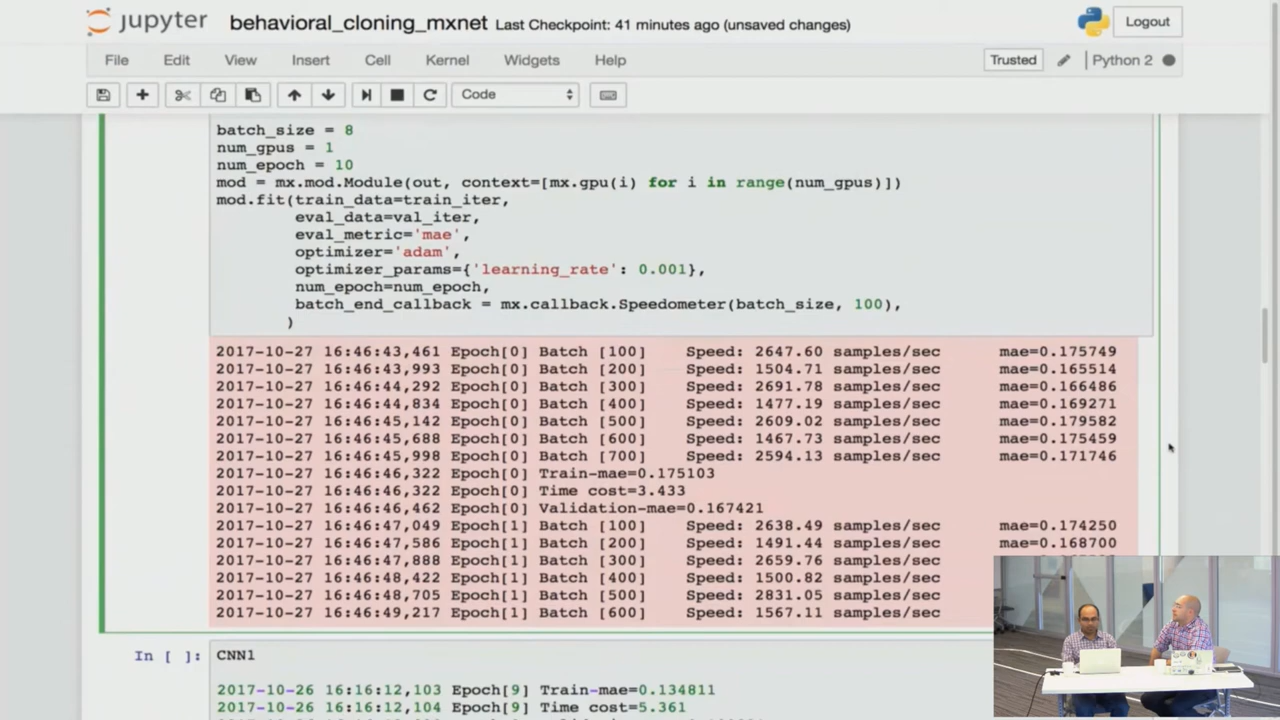 jupyter behavioral_cloning_mxnet Last Checkpoint: 41 minutes ago (unsaved changes) Logout
File Edit View Insert Cell Kernel Widgets Help Trusted Python 2
Code
batch_size = 8
num_gpus = 1
num_epoch = 10
mod = mx.mod.Module(out, context=[mx.gpu(i) for i in range(num_gpus)])
mod.fit(train_data=train_iter,
eval_data=val_iter,
eval_metric='mae',
optimizer='adam',
optimizer_params={'learning_rate': 0.001},
num_epoch=num_epoch,
batch_end_callback = mx.callback.Speedometer(batch_size, 100),
)
2017-10-27 16:46:43,461 Epoch[0] Batch [100] Speed: 2647.60 samples/sec mae=0.175749
2017-10-27 16:46:43,993 Epoch[0] Batch [200] Speed: 1504.71 samples/sec mae=0.165514
2017-10-27 16:46:44,292 Epoch[0] Batch [300] Speed: 2691.78 samples/sec mae=0.166486
2017-10-27 16:46:44,834 Epoch[0] Batch [400] Speed: 1477.19 samples/sec mae=0.169271
2017-10-27 16:46:45,142 Epoch[0] Batch [500] Speed: 2609.02 samples/sec mae=0.179582
2017-10-27 16:46:45,688 Epoch[0] Batch [600] Speed: 1467.73 samples/sec mae=0.175459
2017-10-27 16:46:45,998 Epoch[0] Batch [700] Speed: 2594.13 samples/sec mae=0.171746
2017-10-27 16:46:46,322 Epoch[0] Train-mae=0.175103
2017-10-27 16:46:46,322 Epoch[0] Time cost=3.433
2017-10-27 16:46:46,462 Epoch[0] Validation-mae=0.167421
2017-10-27 16:46:47,049 Epoch[1] Batch [100] Speed: 2638.49 samples/sec mae=0.174250
2017-10-27 16:46:47,586 Epoch[1] Batch [200] Speed: 1491.44 samples/sec mae=0.168700
2017-10-27 16:46:47,888 Epoch[1] Batch [300] Speed: 2659.76 samples/sec
2017-10-27 16:46:48,422 Epoch[1] Batch [400] Speed: 1500.82 samples/sec
2017-10-27 16:46:48,705 Epoch[1] Batch [500] Speed: 2831.05 samples/sec
2017-10-27 16:46:49,217 Epoch[1] Batch [600] Speed: 1567.11 samples/sec
In [ ]: CNN1
2017-10-26 16:16:12,103 Epoch[9] Train-mae=0.134811
2017-10-26 16:16:12,104 Epoch[9] Time cost=5.361